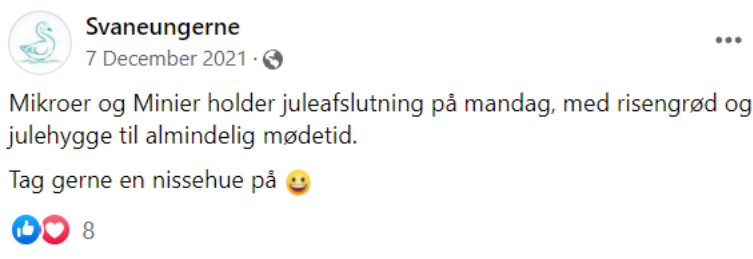 Svaneungerne
7 December 2021 ·
Mikroer og Minier holder juleafslutning på mandag, med risengrød og
julehygge til almindelig mødetid.
Tag gerne en nissehue på 😀
8